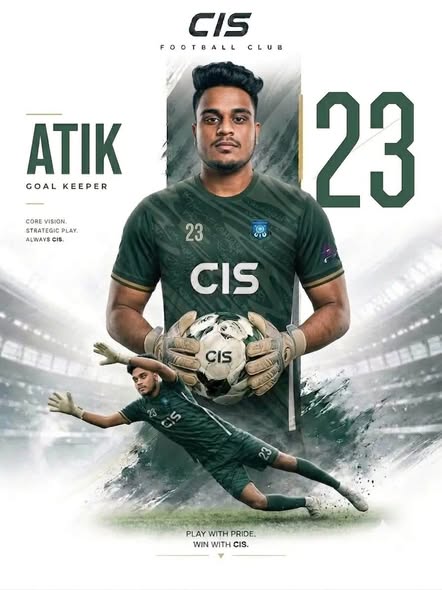 CIS
FOOTBALL CLUB
ATIK
GOAL KEEPER
23
CORE VISION.
STRATEGIC PLAY.
ALWAYS CIS.
23
CIS
CIS
23
CIS
23
PLAY WITH PRIDE.
WIN WITH CIS.